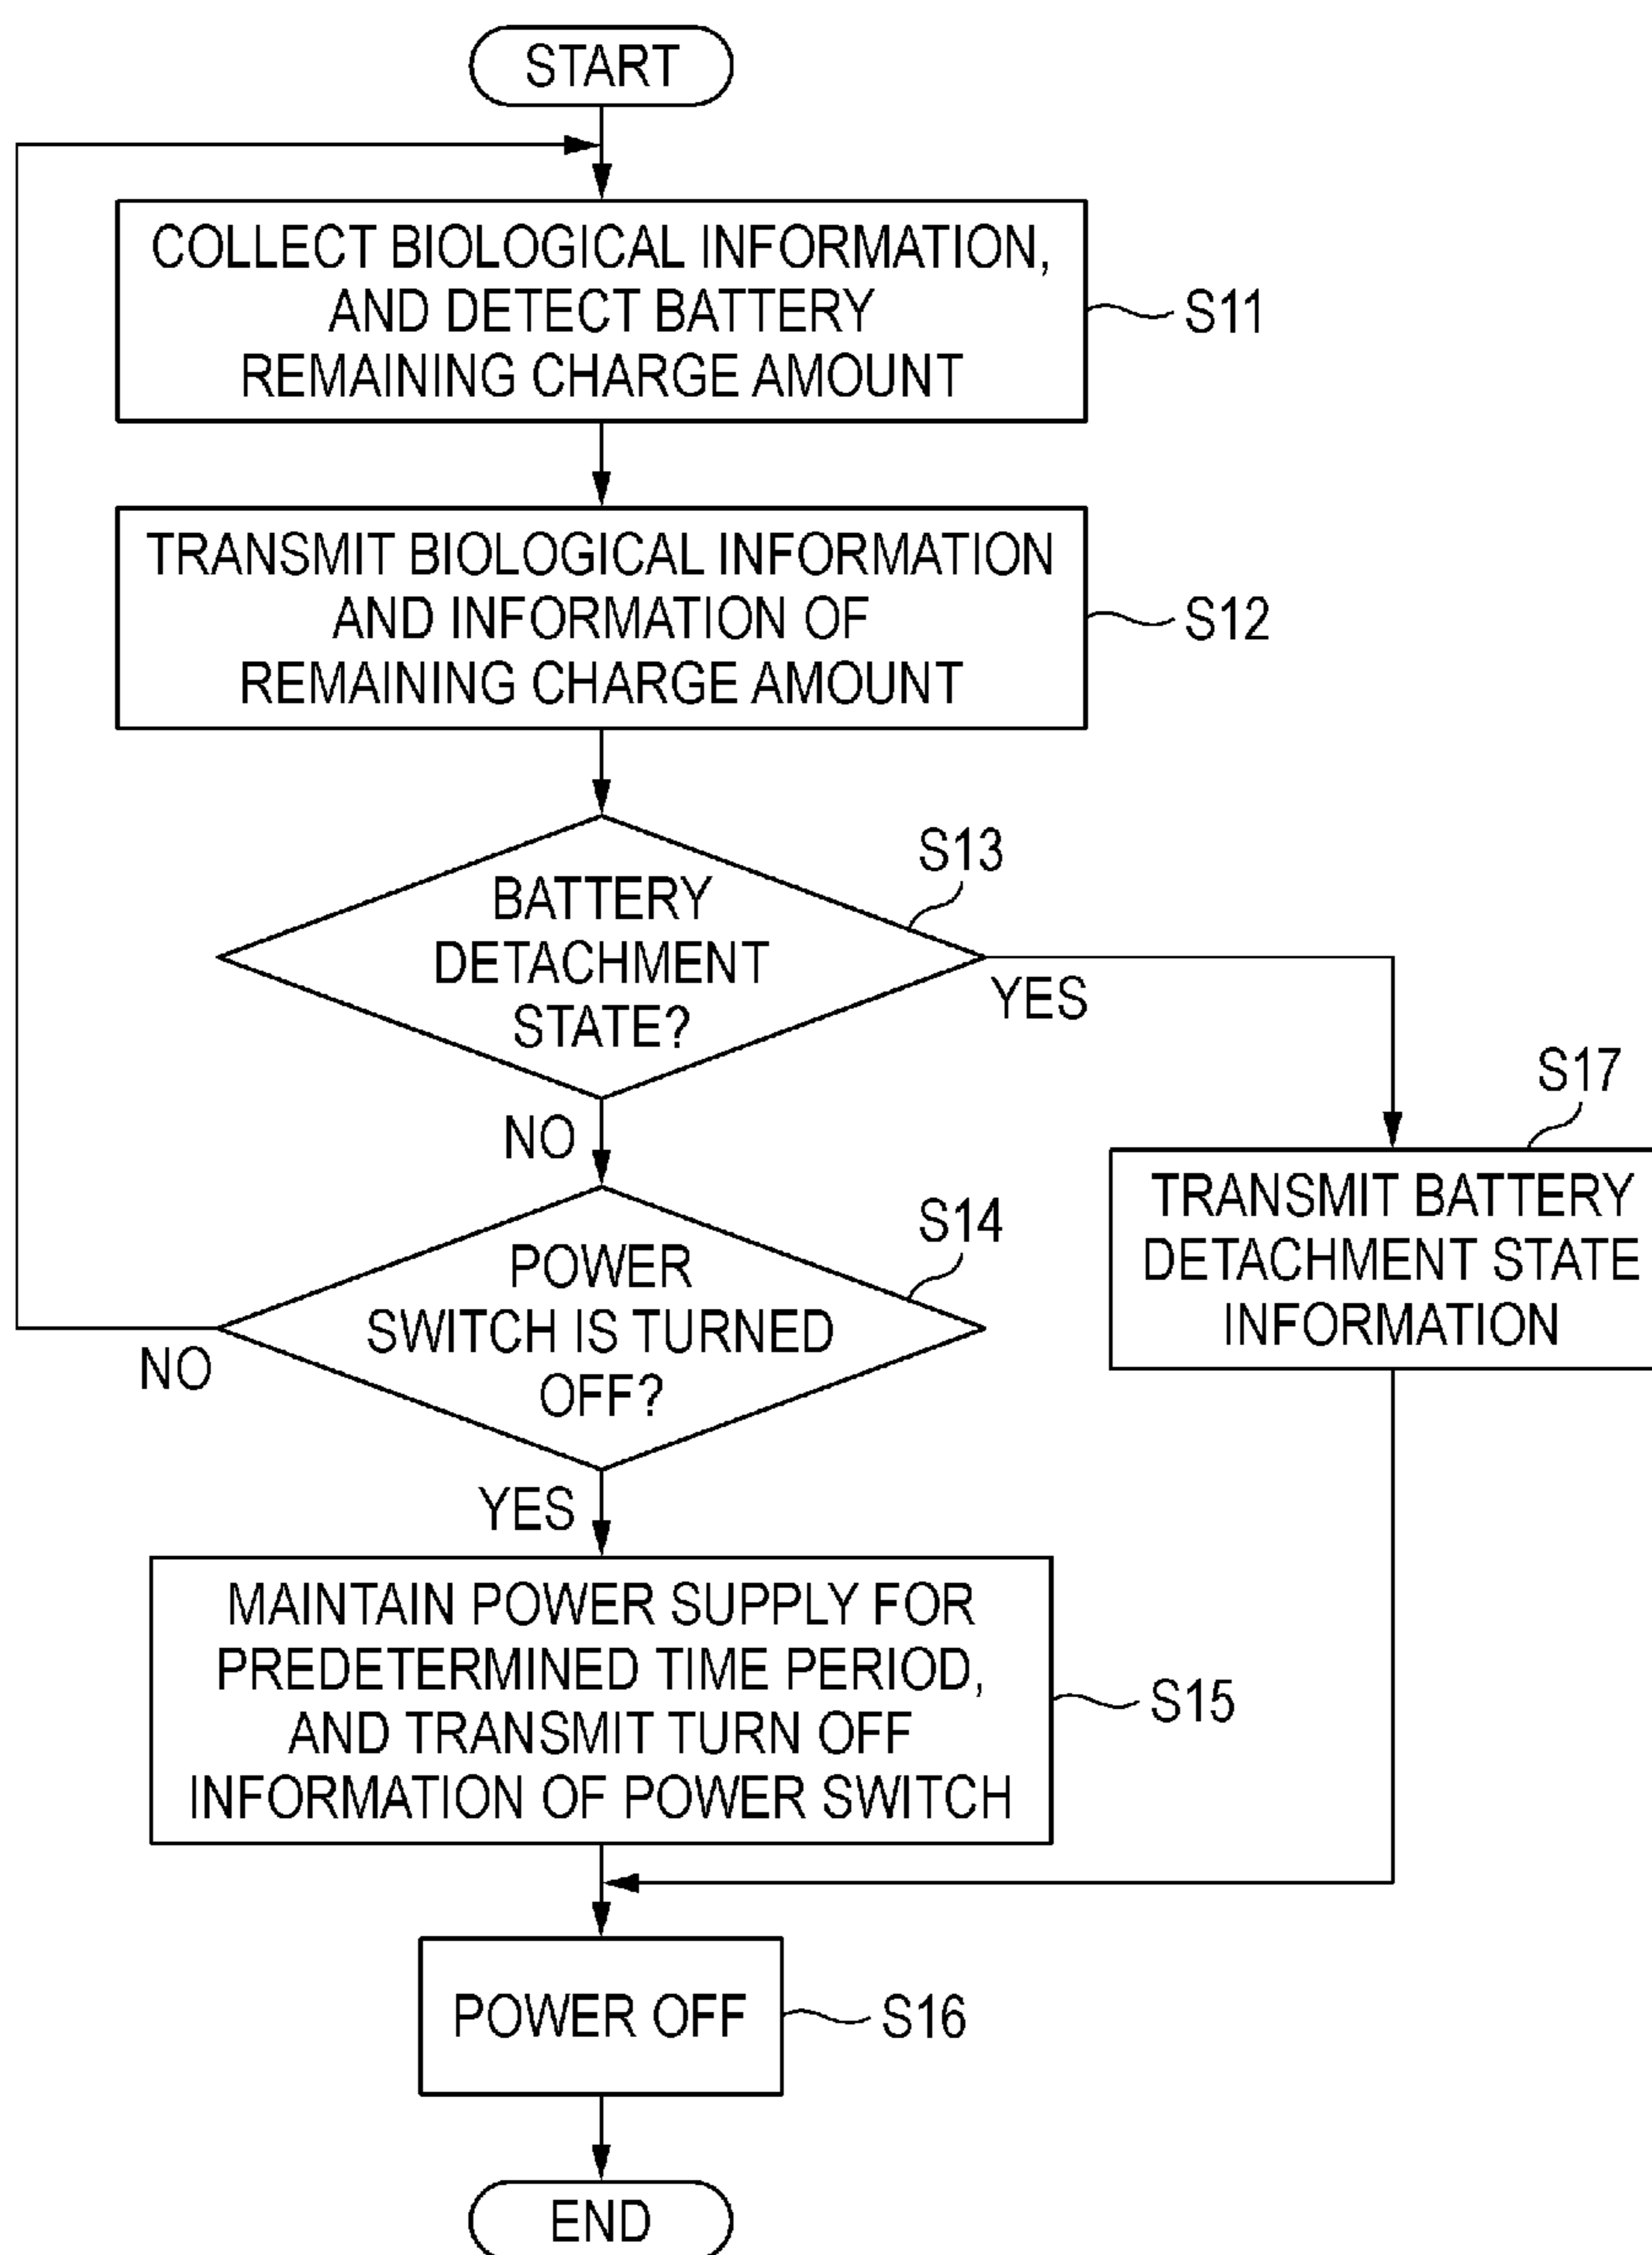 START
COLLECT BIOLOGICAL INFORMATION,
AND DETECT BATTERY
REMAINING CHARGE AMOUNT
S11
TRANSMIT BIOLOGICAL INFORMATION
AND INFORMATION OF
REMAINING CHARGE AMOUNT
S12
S13
BATTERY
DETACHMENT
STATE?
YES
NO
S17
TRANSMIT BATTERY
DETACHMENT STATE
INFORMATION
S14
POWER
SWITCH IS TURNED
OFF?
NO
YES
MAINTAIN POWER SUPPLY FOR
PREDETERMINED TIME PERIOD,
AND TRANSMIT TURN OFF
INFORMATION OF POWER SWITCH
S15
POWER OFF
S16
END